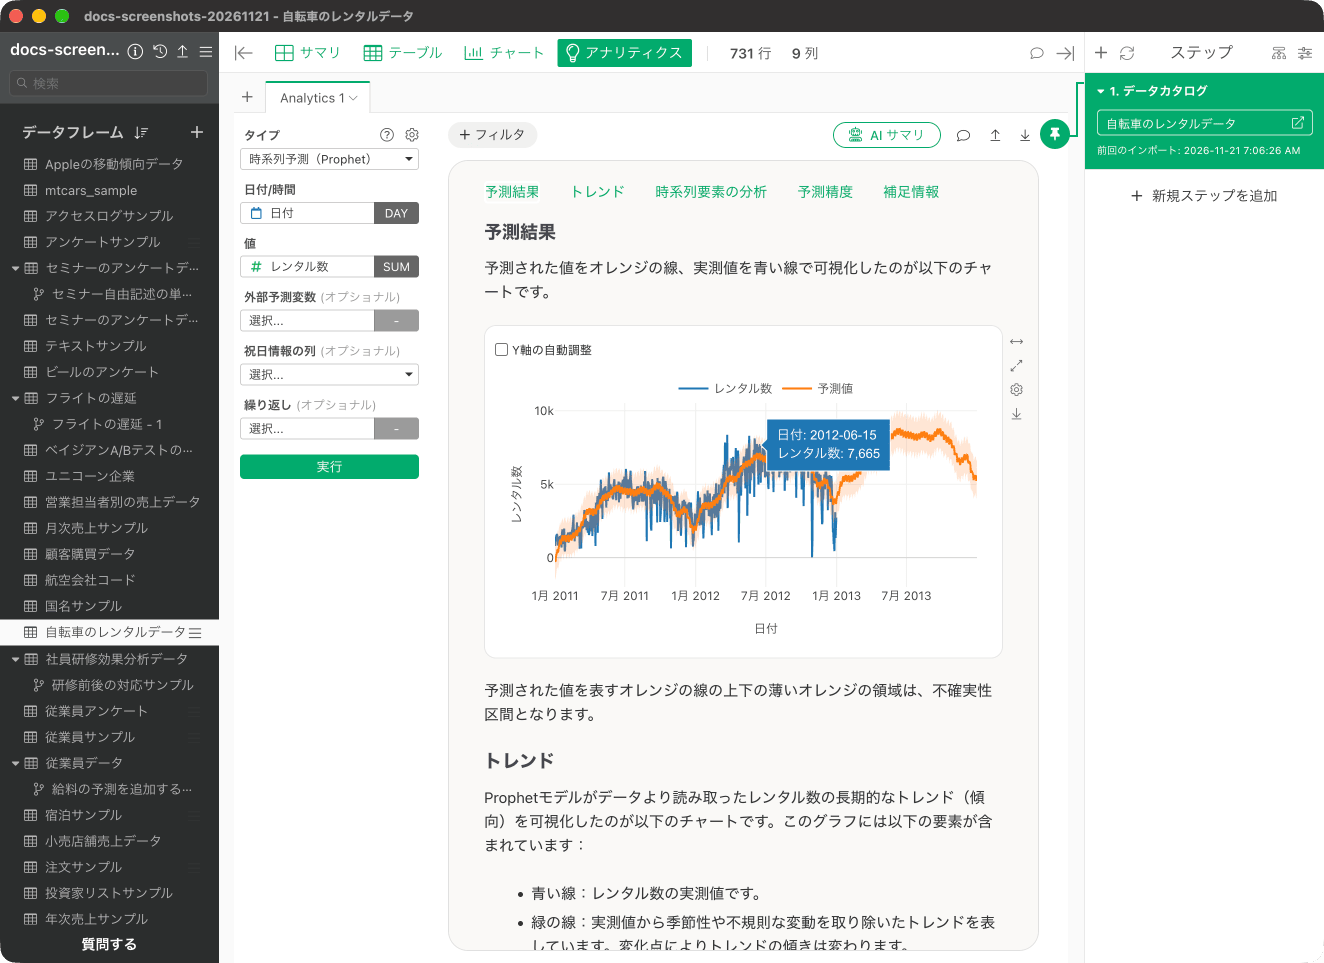 docs-screenshots-20261121 - 自転車のレンタルデータ
docs-screen...
検索
データフレーム
Appleの移動傾向データ
mtcars_sample
アクセスログサンプル
アンケートサンプル
セミナーのアンケートデ…
セミナー自由記述の単…
セミナーのアンケートデ…
テキストサンプル
ビールのアンケート
フライトの遅延
フライトの遅延 - 1
ベイジアンA/Bテストの…
ユニコーン企業
営業担当者別の売上データ
月次売上サンプル
顧客購買データ
航空会社コード
国名サンプル
自転車のレンタルデータ
社員研修効果分析データ
研修前後の対応サンプル
従業員アンケート
従業員サンプル
従業員データ
給料の予測を追加する…
宿泊サンプル
小売店舗売上データ
注文サンプル
投資家リストサンプル
年次売上サンプル
質問する
サマリ テーブル チャート アナリティクス 731 行 9 列
Analytics 1
タイプ
時系列予測（Prophet）
日付/時間
日付 DAY
値
レンタル数 SUM
外部予測変数 (オプショナル)
選択... -
祝日情報の列 (オプショナル)
選択...
繰り返し (オプショナル)
選択... -
実行
フィルタ
AI サマリ
予測結果 トレンド 時系列要素の分析 予測精度 補足情報
予測結果
予測された値をオレンジの線、実測値を青い線で可視化したのが以下のチャ
ートです。
Y軸の自動調整
レンタル数 予測値
10k
5k
0
レンタル数
日付: 2012-06-15
レンタル数: 7,665
1月 2011 7月 2011 1月 2012 7月 2012 1月 2013 7月 2013
日付
予測された値を表すオレンジの線の上下の薄いオレンジの領域は、不確実性
区間となります。
トレンド
Prophetモデルがデータより読み取ったレンタル数の長期的なトレンド（傾
向）を可視化したのが以下のチャートです。このグラフには以下の要素が含
まれています：
• 青い線：レンタル数の実測値です。
• 緑の線：実測値から季節性や不規則な変動を取り除いたトレンドを表
しています。変化点によりトレンドの傾きは変わります。
ステップ
1. データカタログ
自転車のレンタルデータ
前回のインポート: 2026-11-21 7:06:26 AM
新規ステップを追加